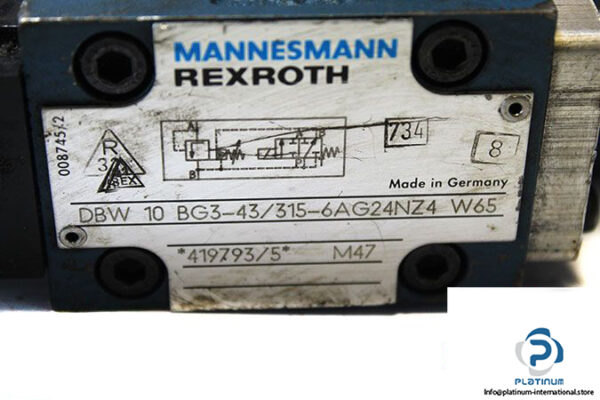 MANNESMANN
REXROTH
008745/2
R
REX
A
B
734
8
Made in Germany
DBW 10 BG3-43/315-6AG24NZ4 W65
*419793/5* M47
PLATINUM
Info@platinum-international.store